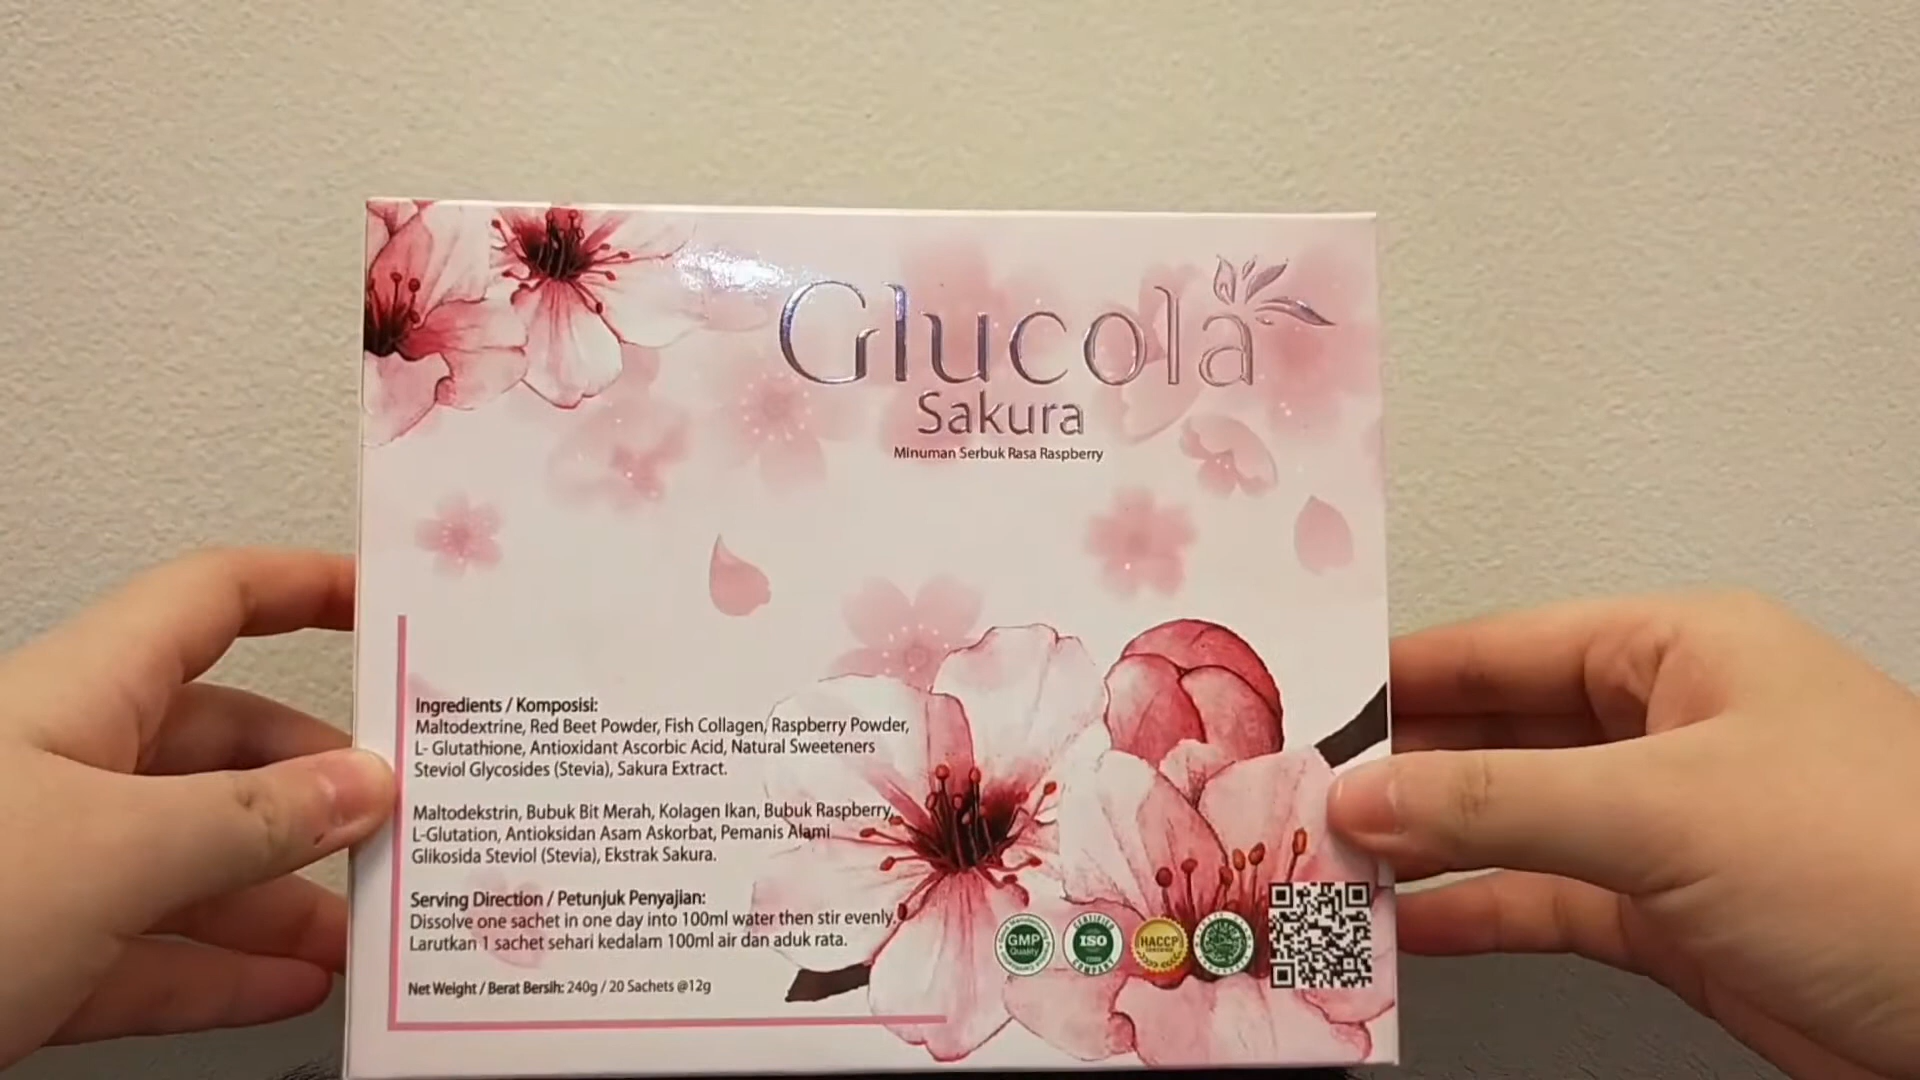 Glucola
Sakura
Minuman Serbuk Rasa Raspberry
Ingredients / Komposisi:
Maltodextrine, Red Beet Powder, Fish Collagen, Raspberry Powder,
L- Glutathione, Antioxidant Ascorbic Acid, Natural Sweeteners
Steviol Glycosides (Stevia), Sakura Extract.
Maltodekstrin, Bubuk Bit Merah, Kolagen Ikan, Bubuk Raspberry,
L-Glutation, Antioksidan Asam Askorbat, Pemanis Alami
Glikosida Steviol (Stevia), Ekstrak Sakura.
Serving Direction / Petunjuk Penyajian:
Dissolve one sachet in one day into 100ml water then stir evenly.
Larutkan 1 sachet sehari kedalam 100ml air dan aduk rata.
Net Weight / Berat Bersih: 240g / 20 Sachets @12g
GMP
Quality
CERTIFIED
ISO
COMPANY
HACCP